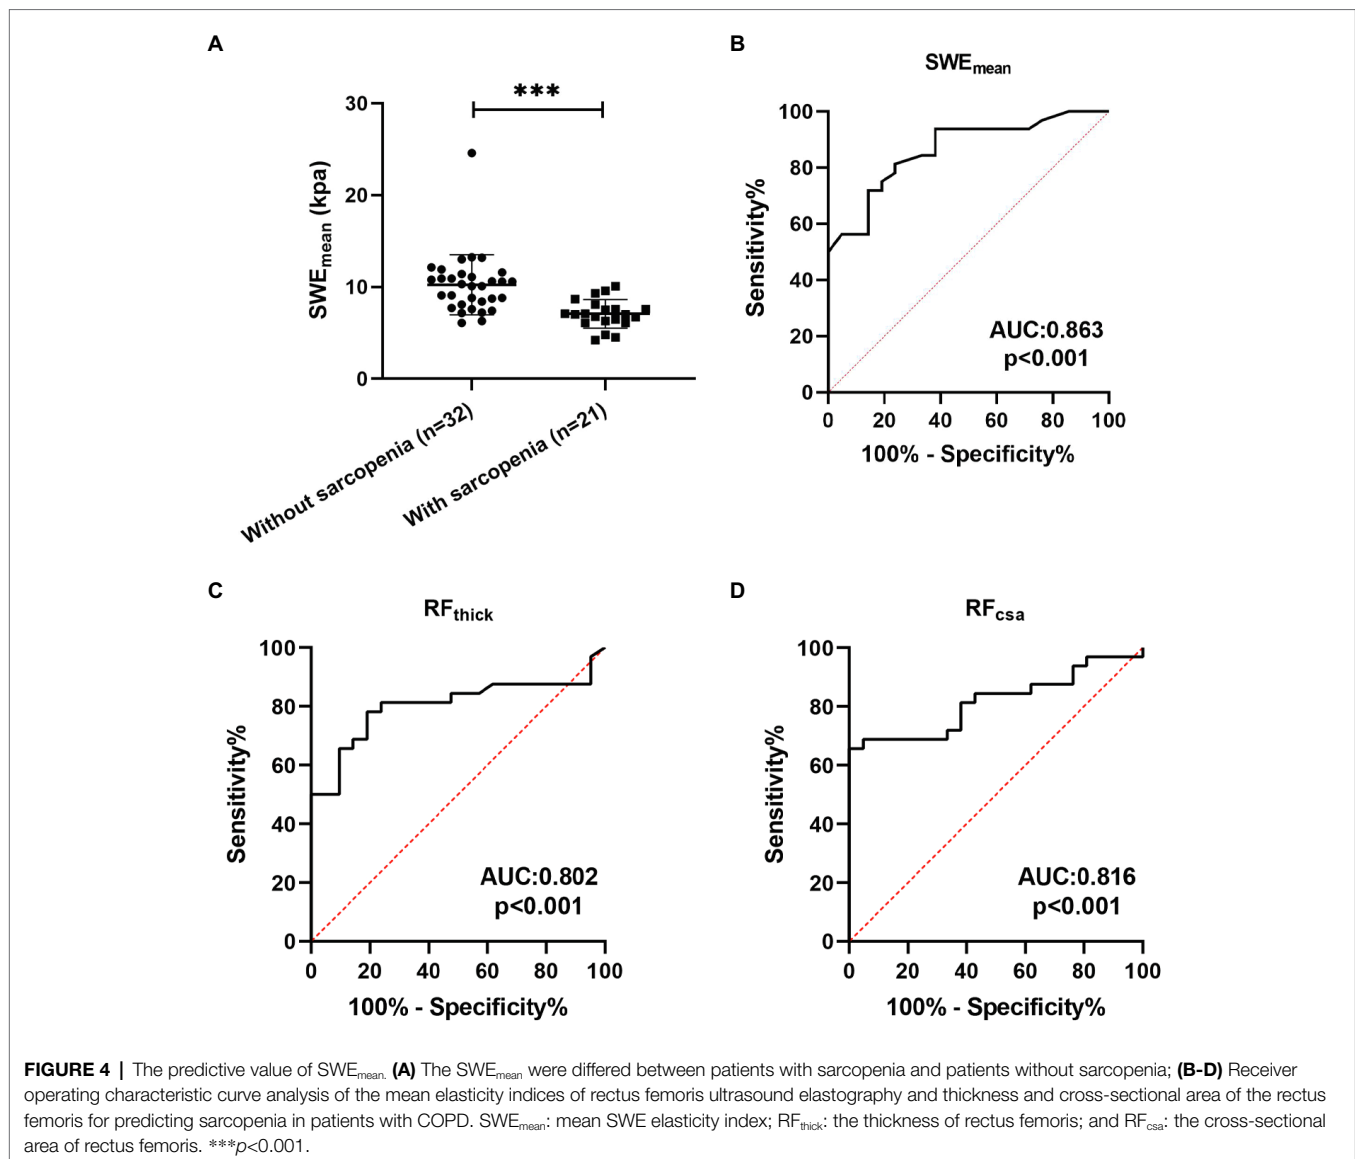 A
***
30
20
10
0
SWEmean (kpa)
Without sarcopenia (n=32)
With sarcopenia (n=21)
B
SWEmean
100
80
60
40
20
0
Sensitivity%
AUC:0.863
p<0.001
0 20 40 60 80 100
100% - Specificity%
C
RFthick
100
80
60
40
20
0
Sensitivity%
AUC:0.802
p<0.001
0 20 40 60 80 100
100% - Specificity%
D
RFcsa
100
80
60
40
20
0
Sensitivity%
AUC:0.816
p<0.001
0 20 40 60 80 100
100% - Specificity%
FIGURE 4 | The predictive value of SWEmean. (A) The SWEmean were differed between patients with sarcopenia and patients without sarcopenia; (B-D) Receiver
operating characteristic curve analysis of the mean elasticity indices of rectus femoris ultrasound elastography and thickness and cross-sectional area of the rectus
femoris for predicting sarcopenia in patients with COPD. SWEmean: mean SWE elasticity index; RFthick: the thickness of rectus femoris; and RFcsa: the cross-sectional
area of rectus femoris. ***p<0.001.